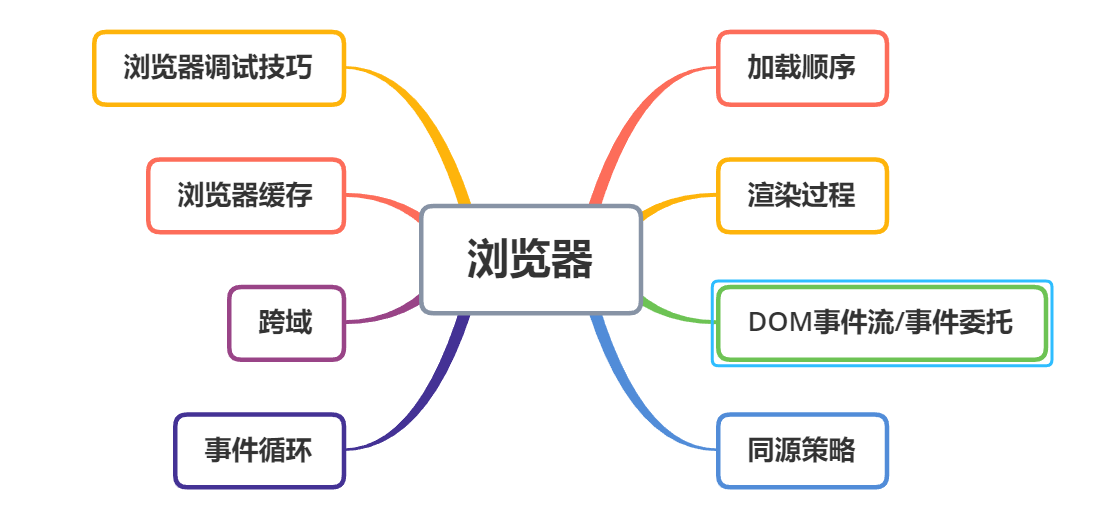 浏览器调试技巧
加载顺序
浏览器缓存
渲染过程
浏览器
跨域
DOM事件流/事件委托
事件循环
同源策略